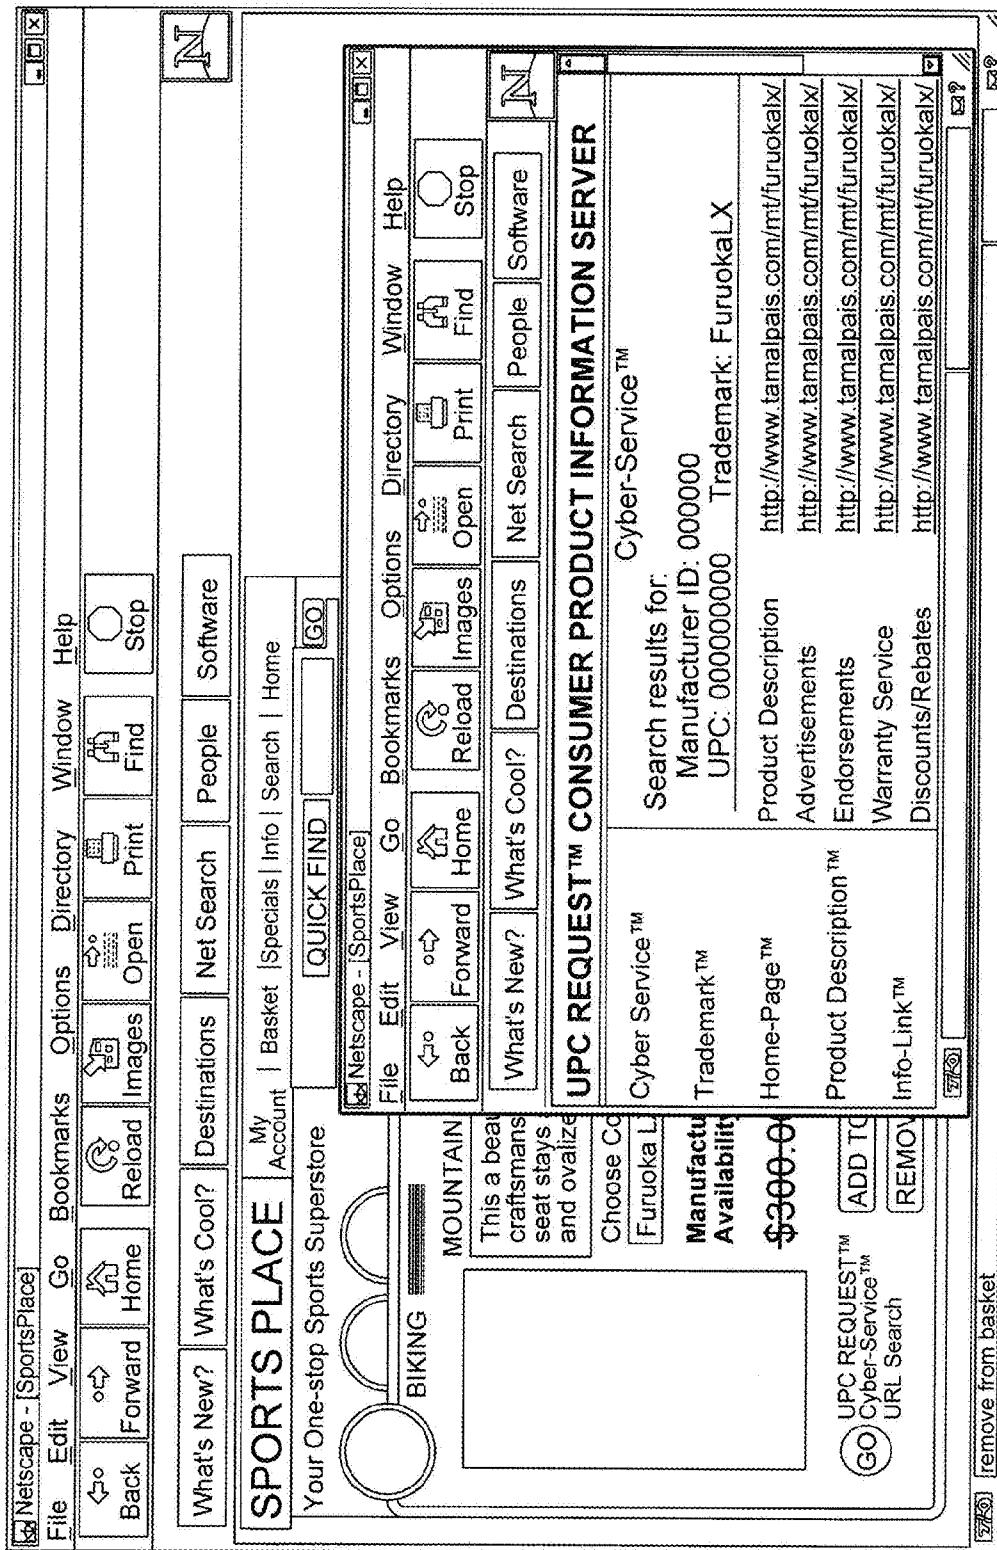 Netscape - [SportsPlace]
File Edit View Go Bookmarks Options Directory Window Help
Back Forward Home Reload Images Open Print Find Stop
N
What's New? What's Cool? Destinations Net Search People Software
SPORTS PLACE
My Account | Basket |Specials | Info | Search | Home
Your One-stop Sports Superstore
QUICK FIND GO
BIKING
MOUNTAIN
This a beau
craftsmans
seat stays
and ovalize
Choose Co
Furuoka L
Manufactu
Availability
$300.0
ADD TO
REMOV
GO UPC REQUEST™
Cyber-Service™
URL Search
remove from basket
Netscape - [SportsPlace]
File Edit View Go Bookmarks Options Directory Window Help
Back Forward Home Reload Images Open Print Find Stop
N
What's New? What's Cool? Destinations Net Search People Software
UPC REQUEST™ CONSUMER PRODUCT INFORMATION SERVER
Cyber Service™
Trademark™
Home-Page™
Product Description™
Info-Link™
Cyber-Service™
Search results for:
Manufacturer ID: 000000
UPC: 0000000000 Trademark: FuruokaLX
Product Description http://www.tamalpais.com/mt/furuokalx/
Advertisements http://www.tamalpais.com/mt/furuokalx/
Endorsements http://www.tamalpais.com/mt/furuokalx/
Warranty Service http://www.tamalpais.com/mt/furuokalx/
Discounts/Rebates http://www.tamalpais.com/mt/furuokalx/